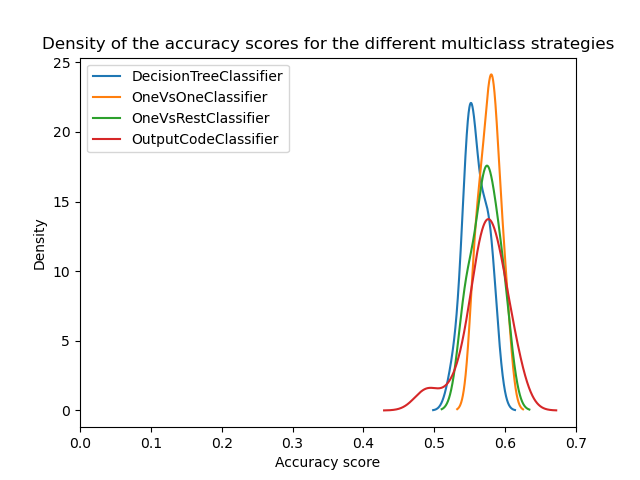 Density of the accuracy scores for the different multiclass strategies
DecisionTreeClassifier
OneVsOneClassifier
OneVsRestClassifier
OutputCodeClassifier
25
20
15
10
5
0
Density
0.0 0.1 0.2 0.3 0.4 0.5 0.6 0.7
Accuracy score